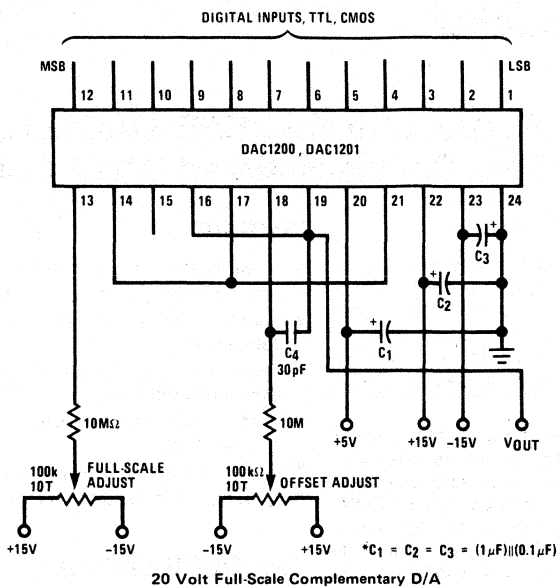 DIGITAL INPUTS, TTL, CMOS
MSB LSB
12 11 10 9 8 7 6 5 4 3 2 1
DAC1200, DAC1201
13 14 15 16 17 18 19 20 21 22 23 24
+
C3
+
C2
+
C1
C4
30pF
10MΩ
10M
+5V +15V -15V VOUT
100k
10T
FULL-SCALE
ADJUST
100kΩ
10T
OFFSET ADJUST
+15V -15V -15V +15V
*C1 = C2 = C3 = (1μF)||(0.1μF)
20 Volt Full-Scale Complementary D/A